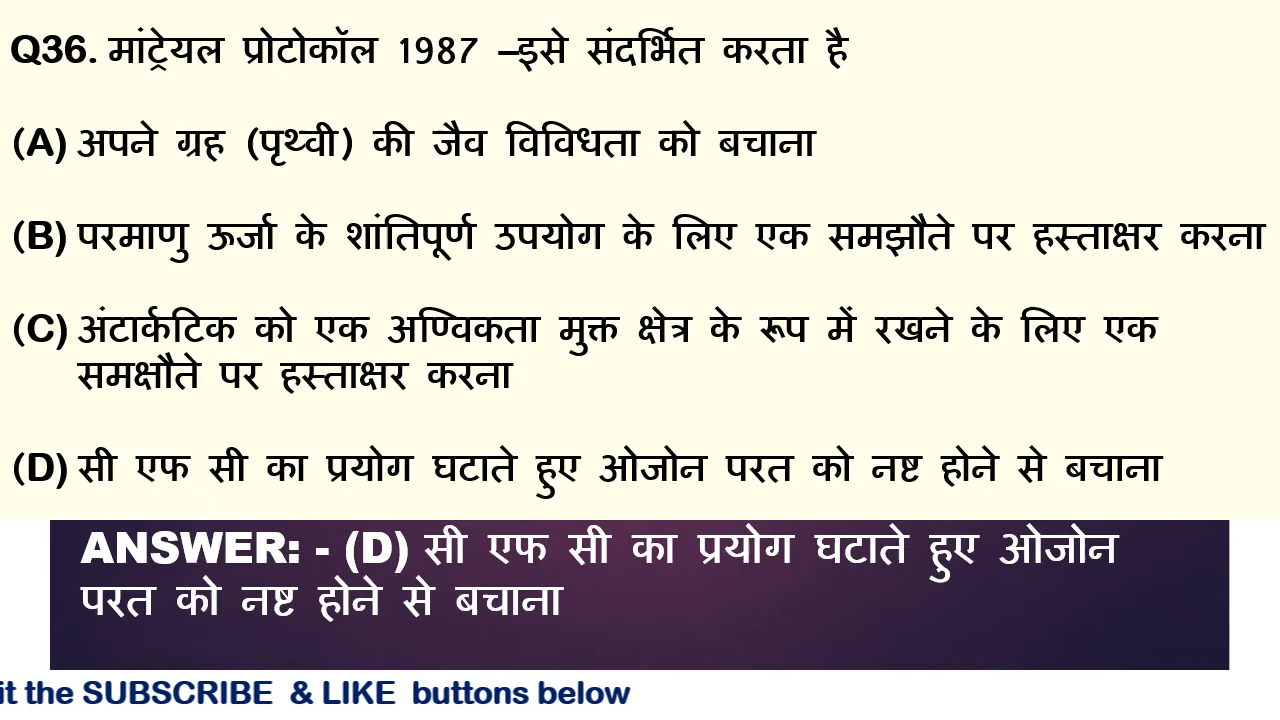 Q36. मांट्रेयल प्रोटोकॉल 1987 –इसे संदर्भित करता है
(A) अपने ग्रह (पृथ्वी) की जैव विविधता को बचाना
(B) परमाणु ऊर्जा के शांतिपूर्ण उपयोग के लिए एक समझौते पर हस्ताक्षर करना
(C) अंटार्कटिक को एक अण्विकता मुक्त क्षेत्र के रूप में रखने के लिए एक
समक्षौते पर हस्ताक्षर करना
(D) सी एफ सी का प्रयोग घटाते हुए ओजोन परत को नष्ट होने से बचाना
ANSWER: - (D) सी एफ सी का प्रयोग घटाते हुए ओजोन
परत को नष्ट होने से बचाना
it the SUBSCRIBE & LIKE buttons below